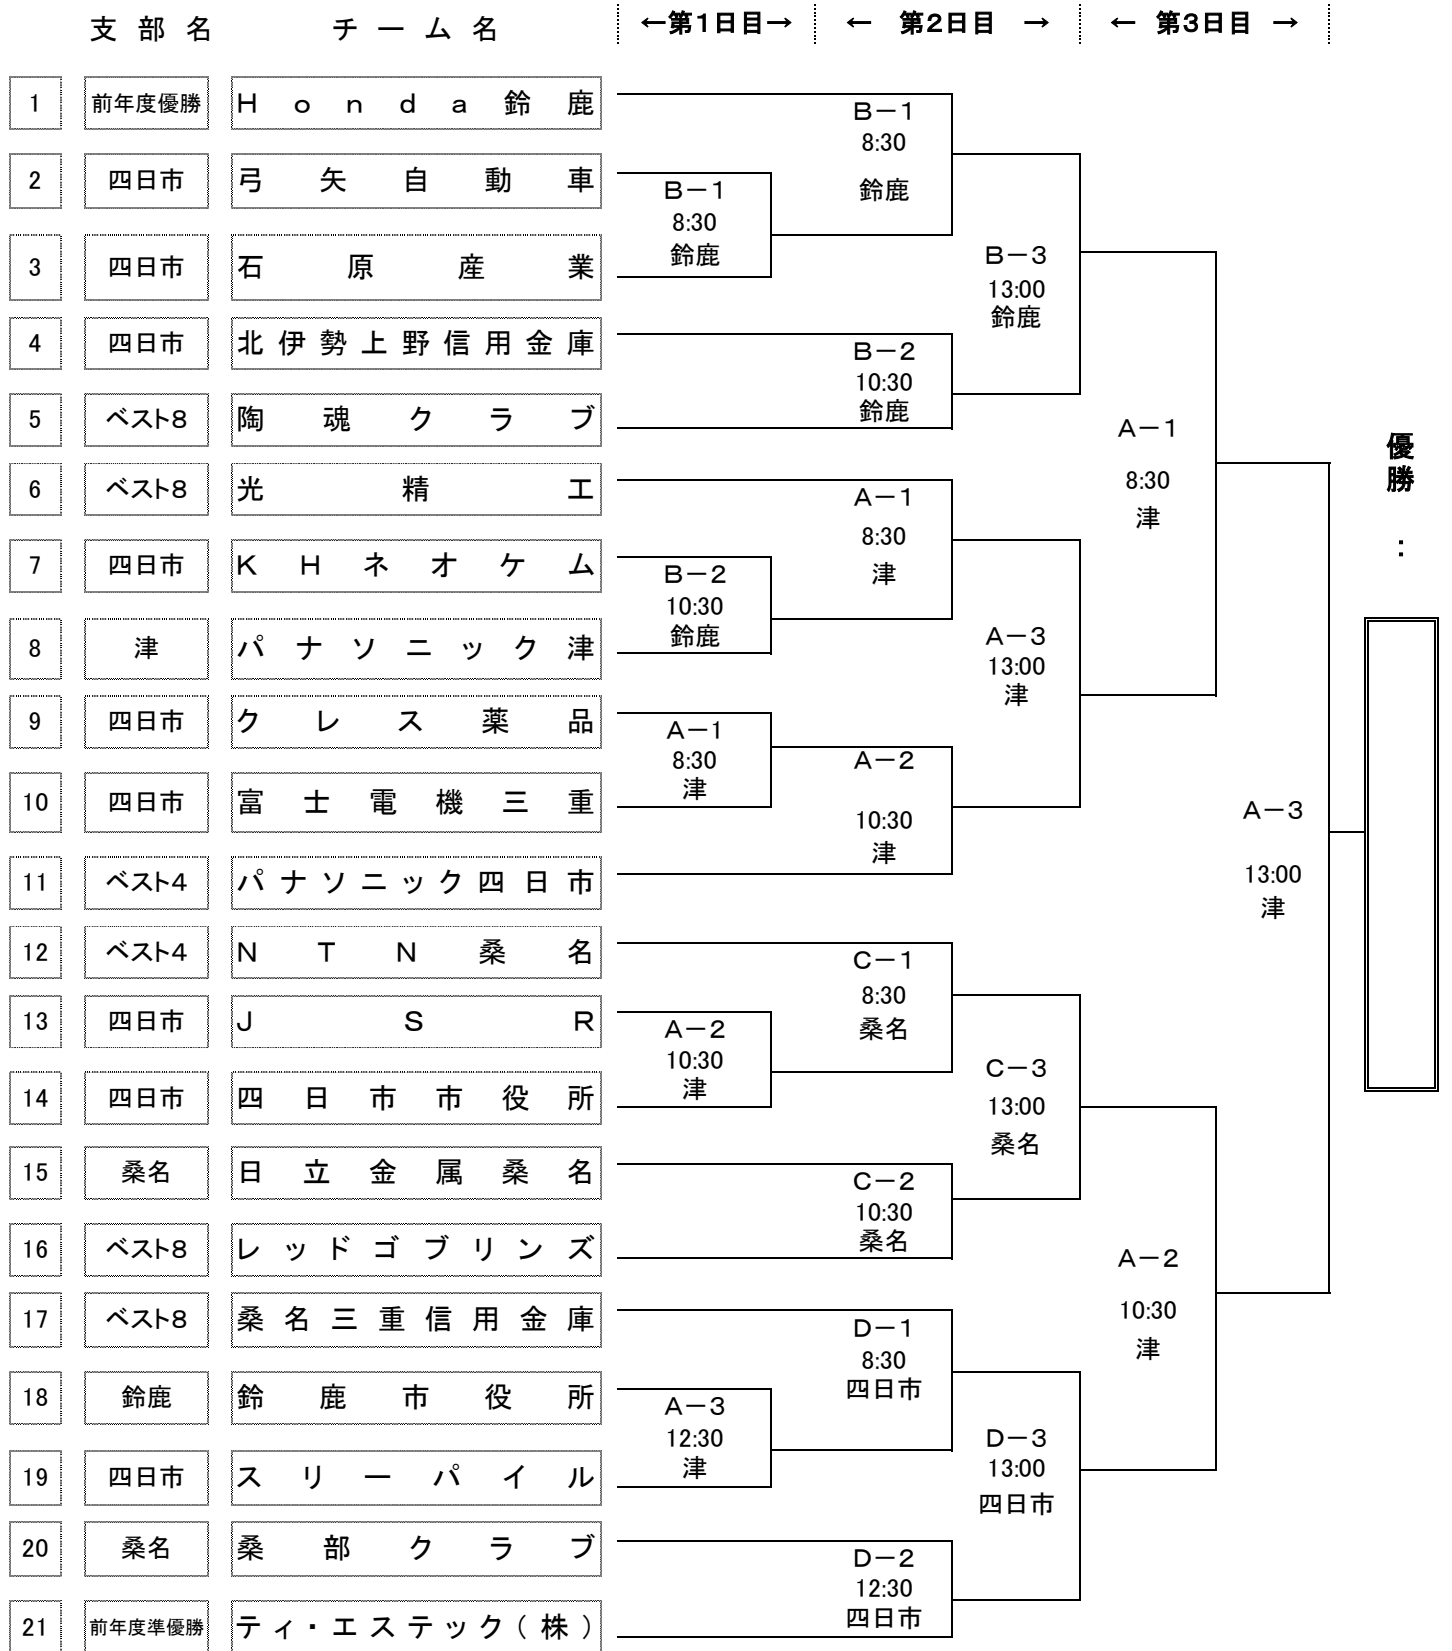 支部名 チーム名 ←第1日目→ ← 第2日目 → ← 第3日目 →
1 前年度優勝 Honda鈴鹿
B－1
8:30
鈴鹿
2 四日市 弓矢自動車
B－1
8:30
鈴鹿
3 四日市 石原産業
B－3
13:00
鈴鹿
4 四日市 北伊勢上野信用金庫
B－2
10:30
鈴鹿
5 ベスト8 陶魂クラブ
A－1
8:30
津
優勝：
6 ベスト8 光精工
A－1
8:30
津
7 四日市 KHネオケム
B－2
10:30
鈴鹿
8 津 パナソニック津
A－3
13:00
津
9 四日市 クレス薬品
A－1
8:30
津
10 四日市 富士電機三重
A－2
10:30
津
11 ベスト4 パナソニック四日市
A－3
13:00
津
12 ベスト4 NTN桑名
C－1
8:30
桑名
13 四日市 JSR
A－2
10:30
津
14 四日市 四日市市役所
C－3
13:00
桑名
15 桑名 日立金属桑名
C－2
10:30
桑名
16 ベスト8 レッドゴブリンズ
A－2
10:30
津
17 ベスト8 桑名三重信用金庫
D－1
8:30
四日市
18 鈴鹿 鈴鹿市役所
A－3
12:30
津
19 四日市 スリーパイル
D－3
13:00
四日市
20 桑名 桑部クラブ
D－2
12:30
四日市
21 前年度準優勝 ティ・エステック(株)